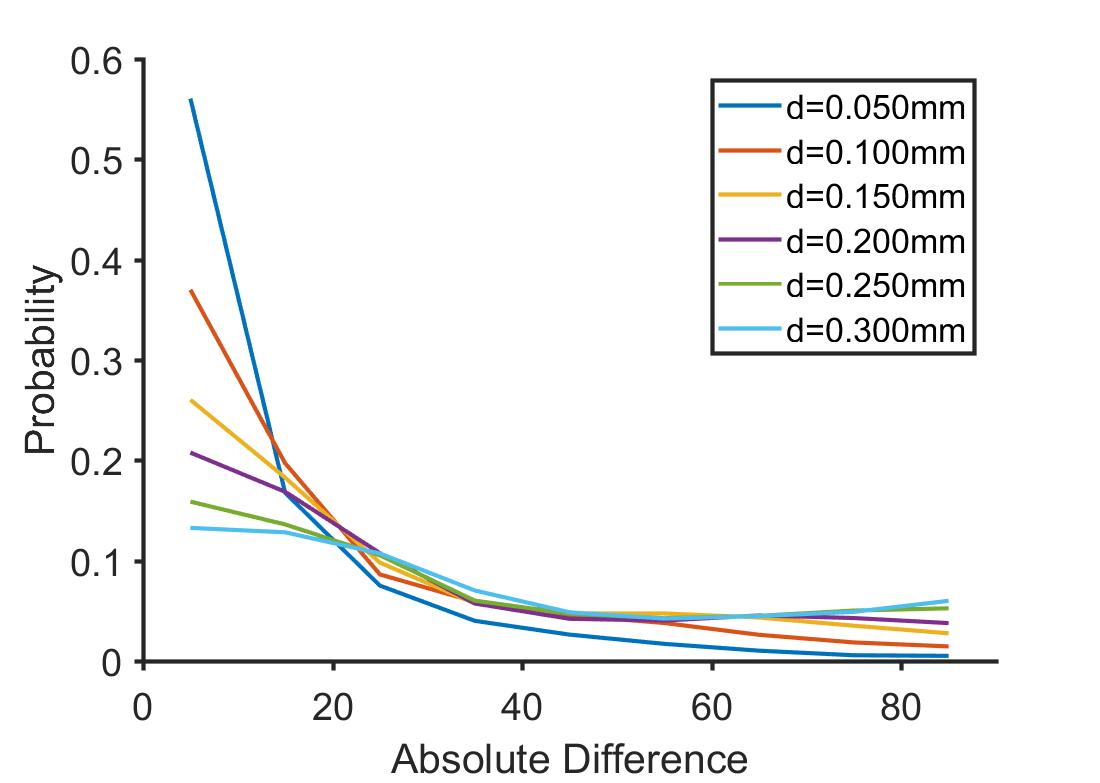 0.6
0.5
0.4
0.3
0.2
0.1
0
Probability
0 20 40 60 80
Absolute Difference
d=0.050mm
d=0.100mm
d=0.150mm
d=0.200mm
d=0.250mm
d=0.300mm